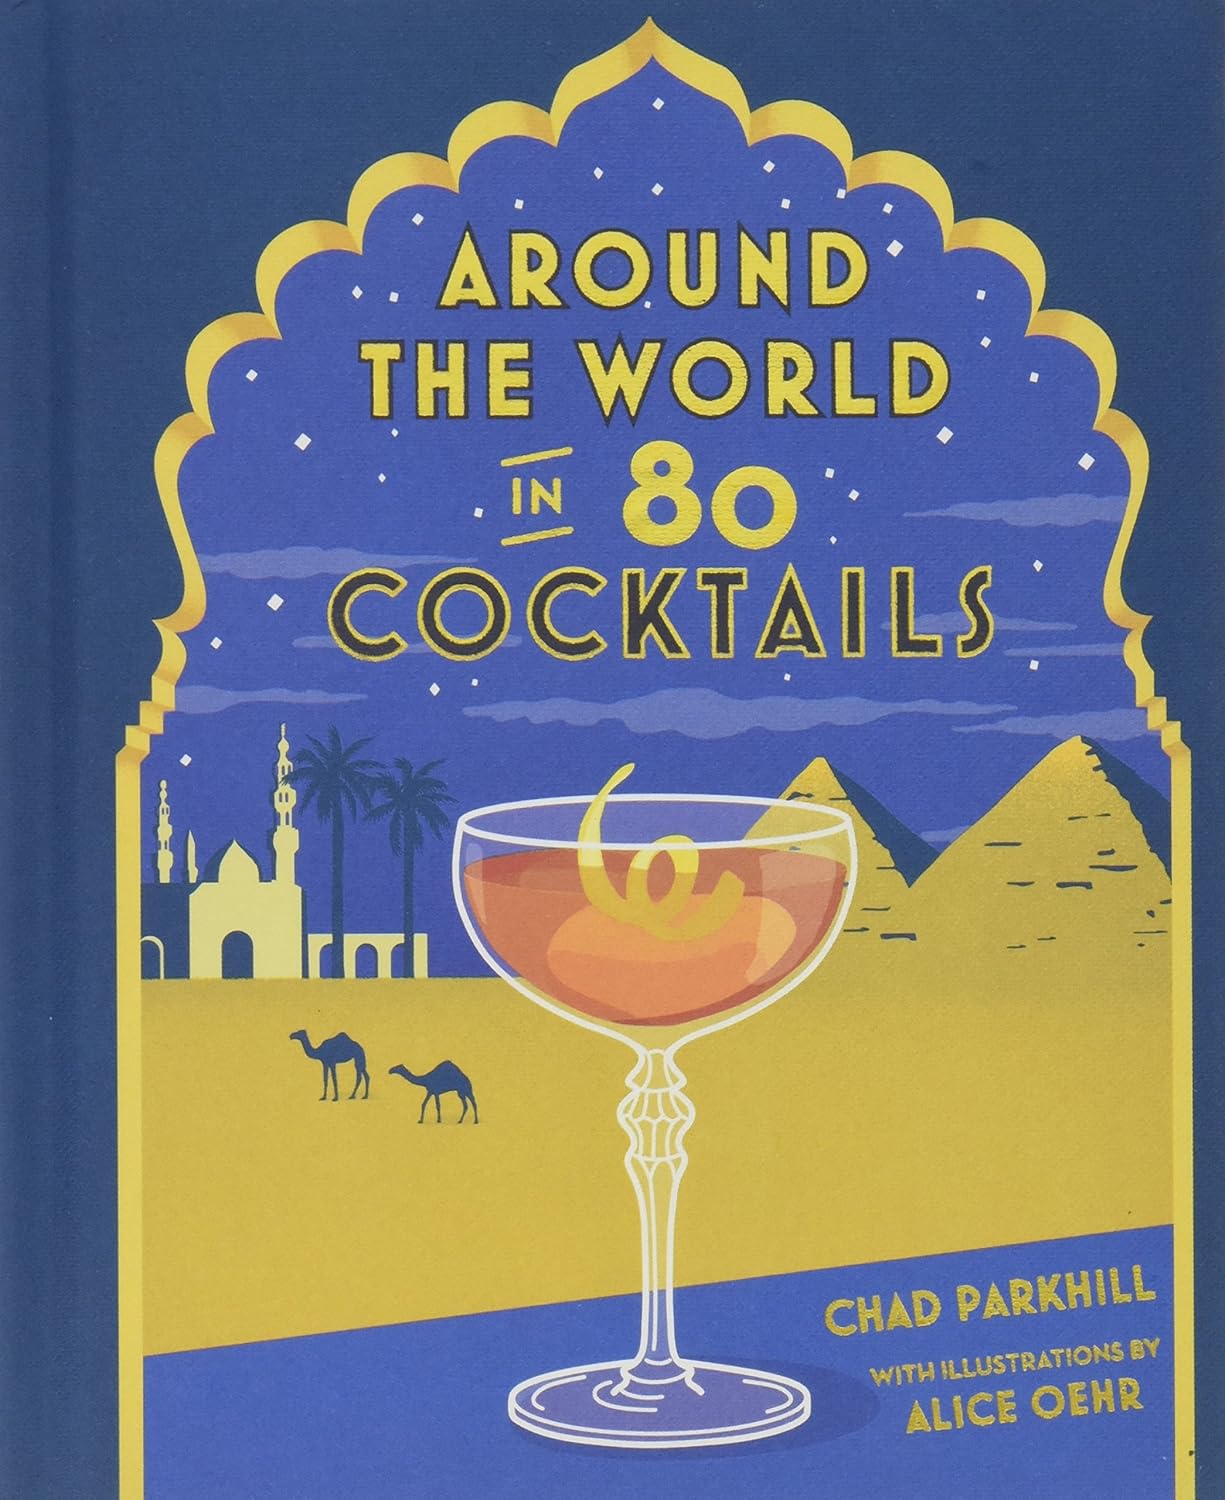 AROUND
THE WORLD
IN 80
COCKTAILS
CHAD PARKHILL
WITH ILLUSTRATIONS BY
ALICE OEHR